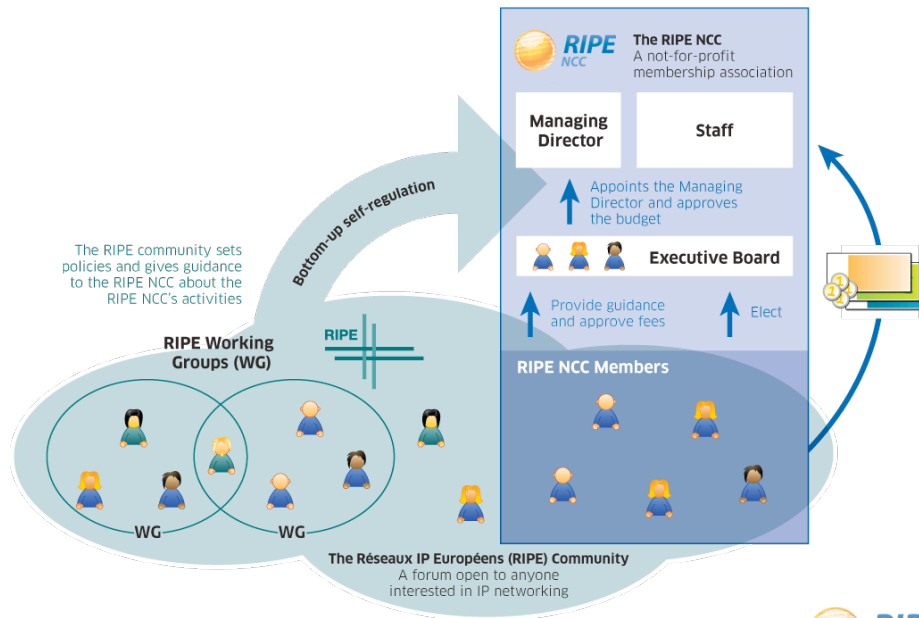 RIPE
NCC
The RIPE NCC
A not-for-profit
membership association
Managing
Director
Staff
Bottom-up self-regulation
Appoints the Managing
Director and approves
the budget
The RIPE community sets
policies and gives guidance
to the RIPE NCC about the
RIPE NCC's activities
Executive Board
Provide guidance
and approve fees
Elect
RIPE Working
Groups (WG)
RIPE
RIPE NCC Members
WG
WG
The Réseaux IP Européens (RIPE) Community
A forum open to anyone
interested in IP networking